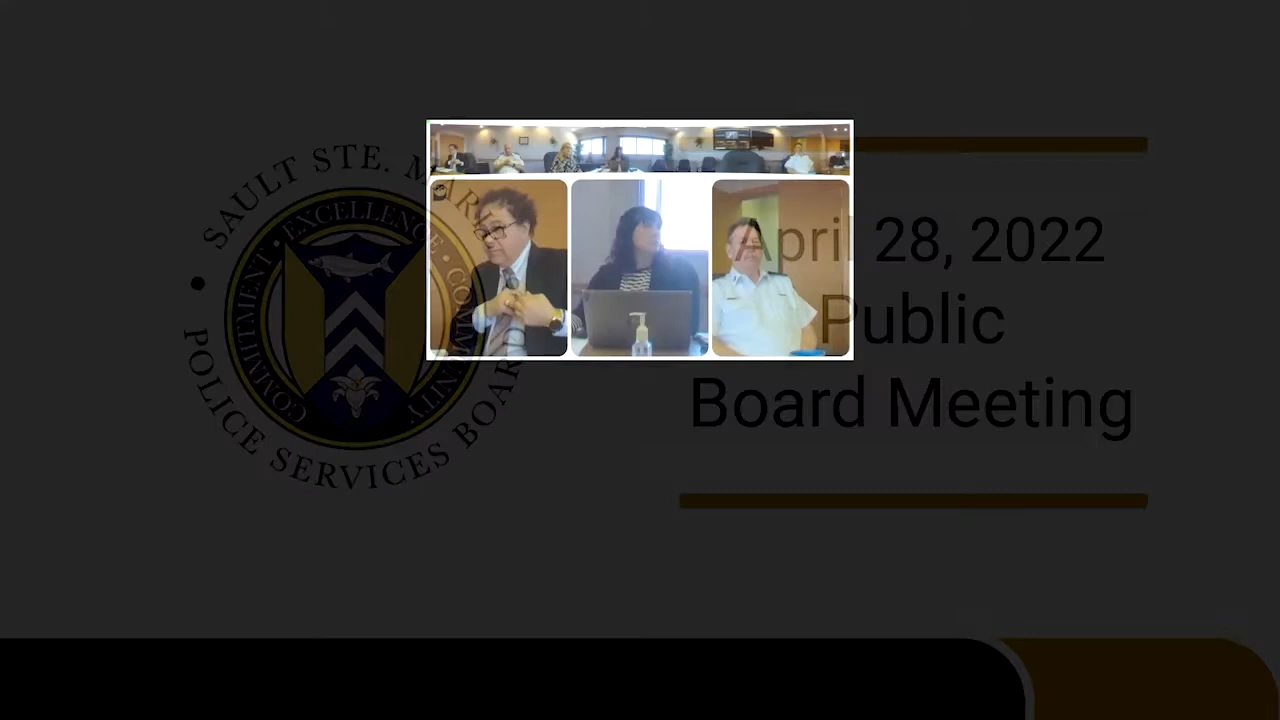 SAULT STE. MARIE
POLICE SERVICES BOARD
COMMITMENT • EXCELLENCE • COMMUNITY
April 28, 2022
Public
Board Meeting